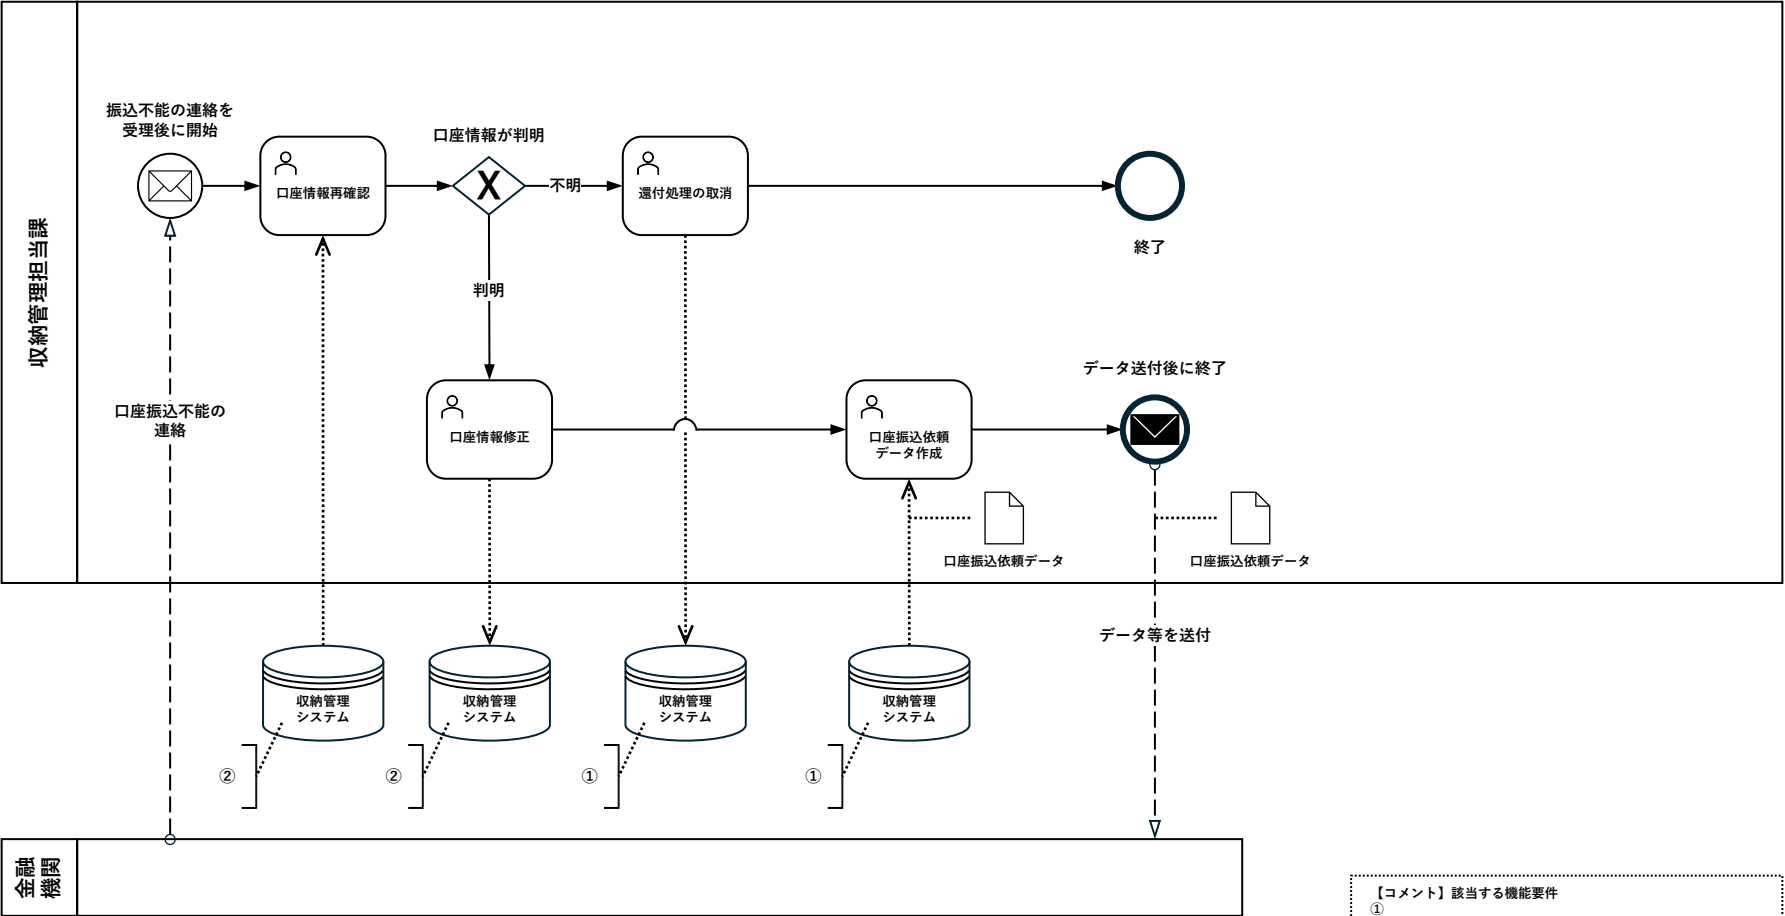 収納管理担当課
振込不能の連絡を
受理後に開始
口座情報再確認
口座情報が判明
X
不明
還付処理の取消
終了
判明
口座振込不能の
連絡
口座情報修正
口座振込依頼
データ作成
データ送付後に終了
口座振込依頼データ
口座振込依頼データ
データ等を送付
収納管理
システム
収納管理
システム
収納管理
システム
収納管理
システム
②
②
①
①
金融
機関
【コメント】該当する機能要件
①